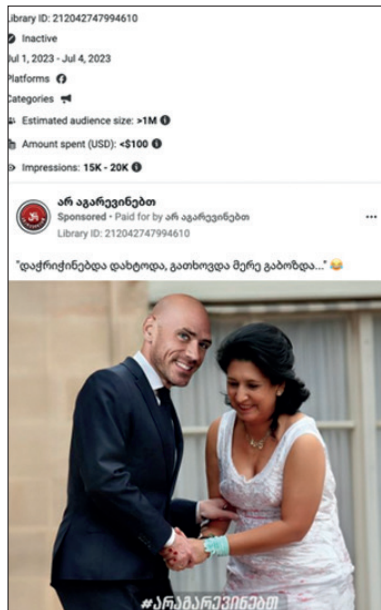 Library ID: 212042747994610
Inactive
Jul 1, 2023 - Jul 4, 2023
Platforms
Categories
Estimated audience size: >1M
Amount spent (USD): <$100
Impressions: 15K - 20K
არ აგარევინებთ
Sponsored • Paid for by არ აგარევინებთ
Library ID: 212042747994610
"დაჭრიჭინებდა დახტოდა, გათხოვდა მერე გაბოზდა..." 😂
#არაგარევინებთ